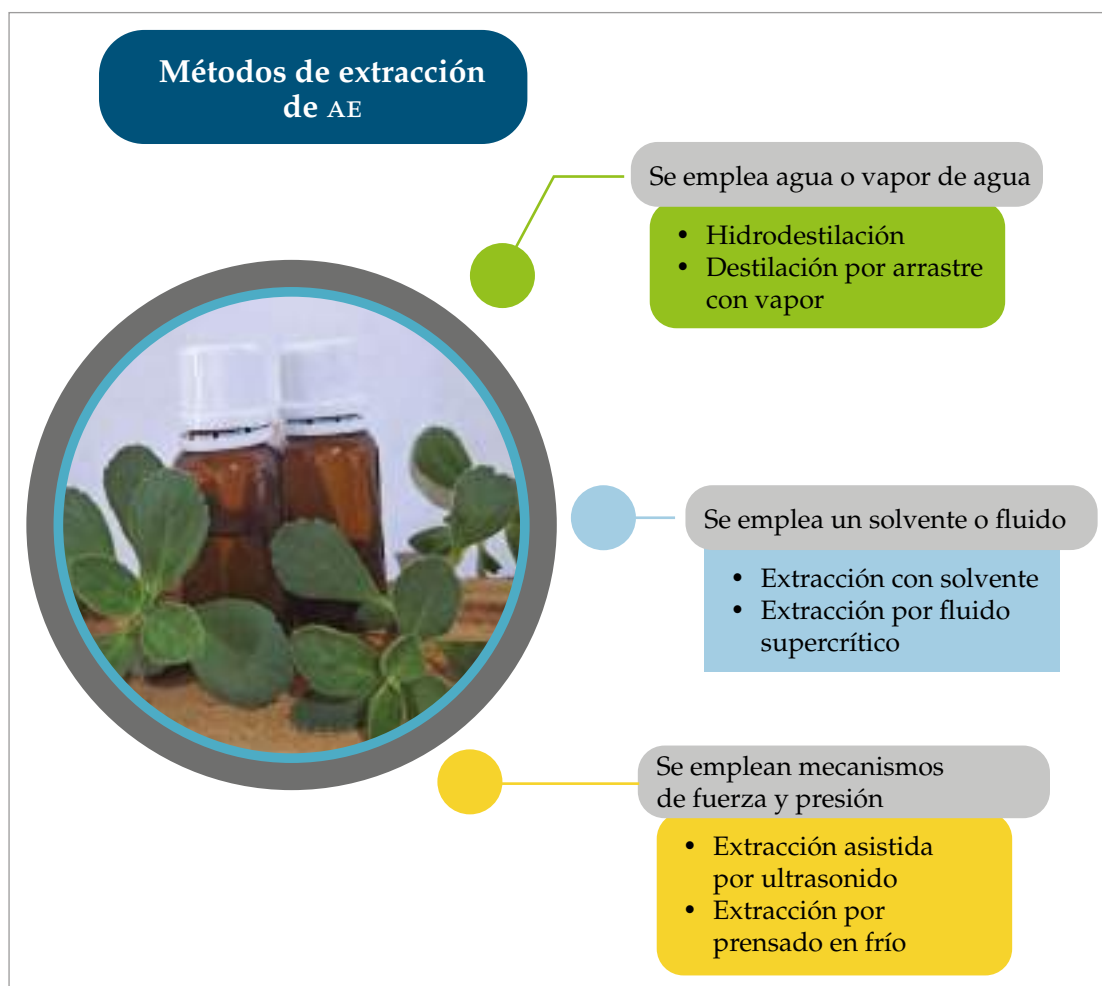 Métodos de extracción
de AE
Se emplea agua o vapor de agua
• Hidrodestilación
• Destilación por arrastre
con vapor
Se emplea un solvente o fluido
• Extracción con solvente
• Extracción por fluido
supercrítico
Se emplean mecanismos
de fuerza y presión
• Extracción asistida
por ultrasonido
• Extracción por
prensado en frío